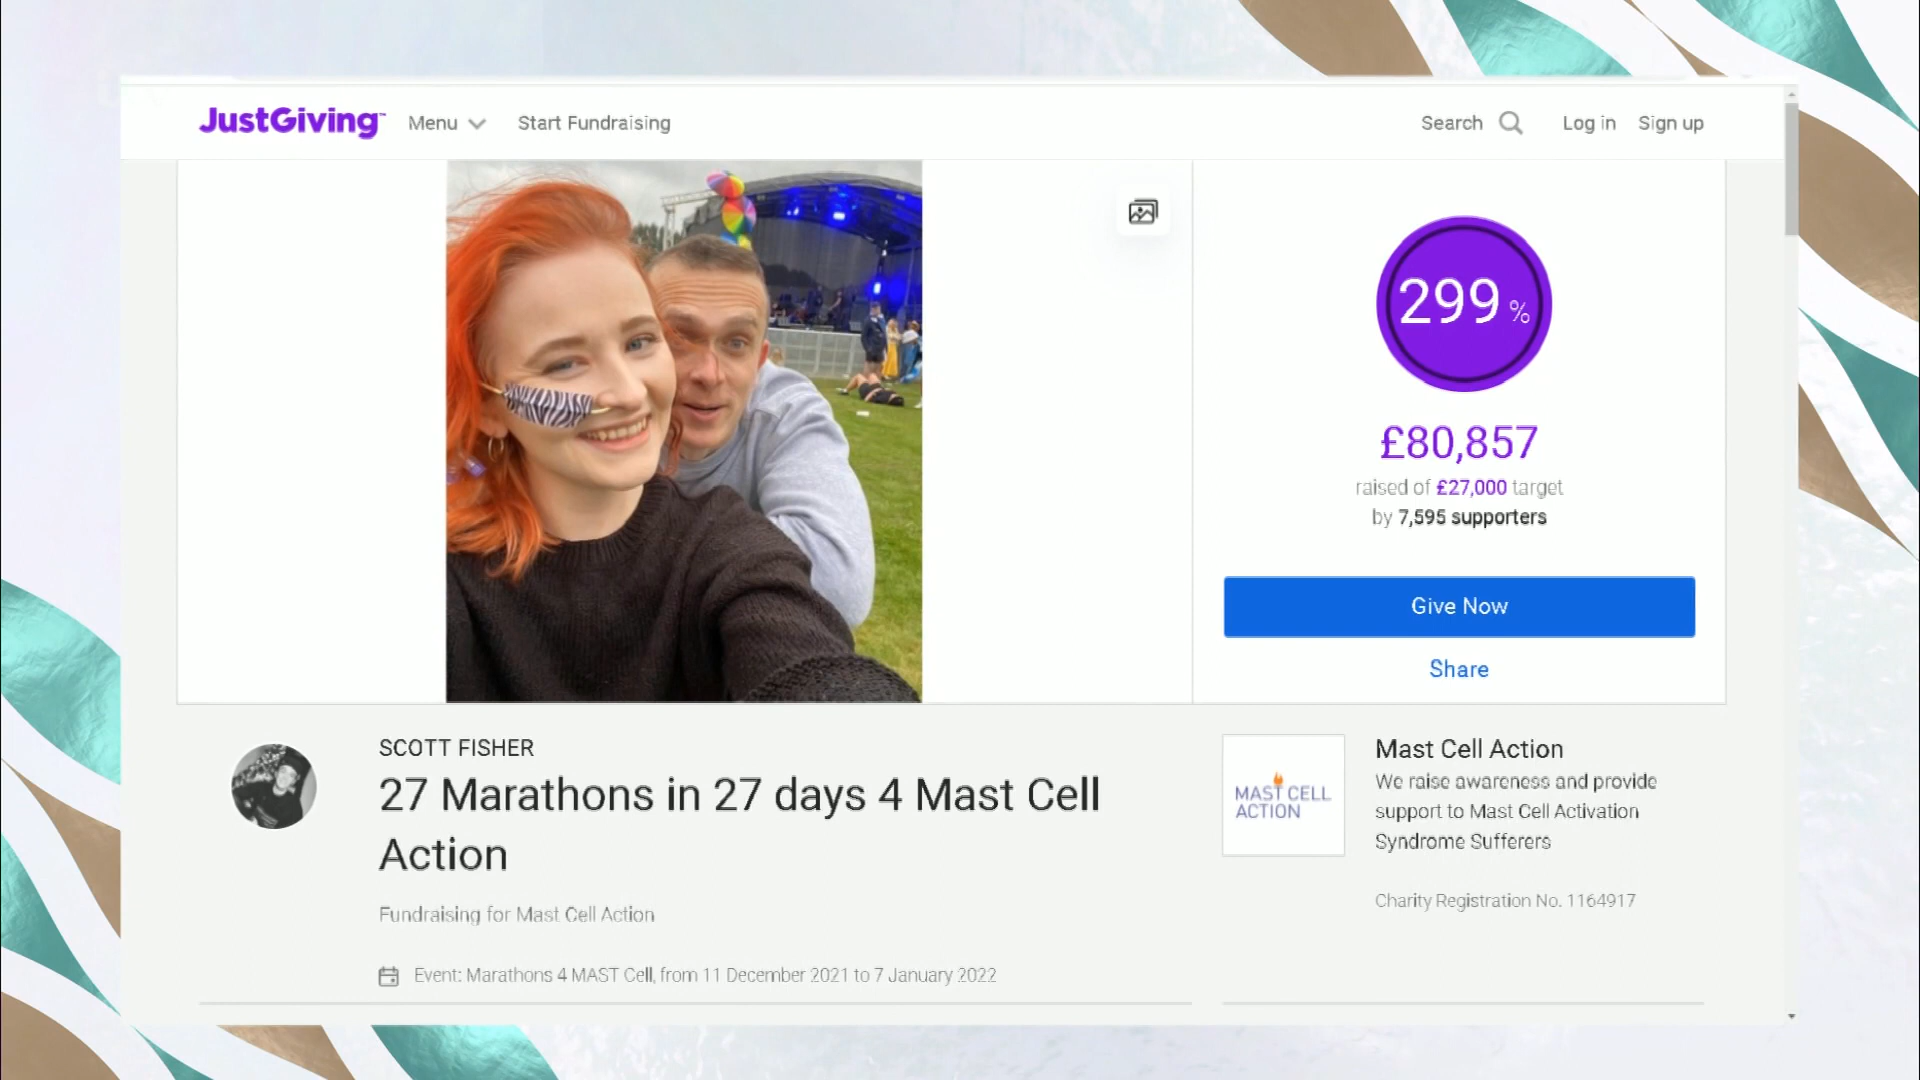 JustGiving™ Menu Start Fundraising Search Log in Sign up
299 %
£80,857
raised of £27,000 target
by 7,595 supporters
Give Now
Share
SCOTT FISHER
27 Marathons in 27 days 4 Mast Cell
Action
Fundraising for Mast Cell Action
Event: Marathons 4 MAST Cell, from 11 December 2021 to 7 January 2022
MAST CELL
ACTION
Mast Cell Action
We raise awareness and provide
support to Mast Cell Activation
Syndrome Sufferers
Charity Registration No. 1164917